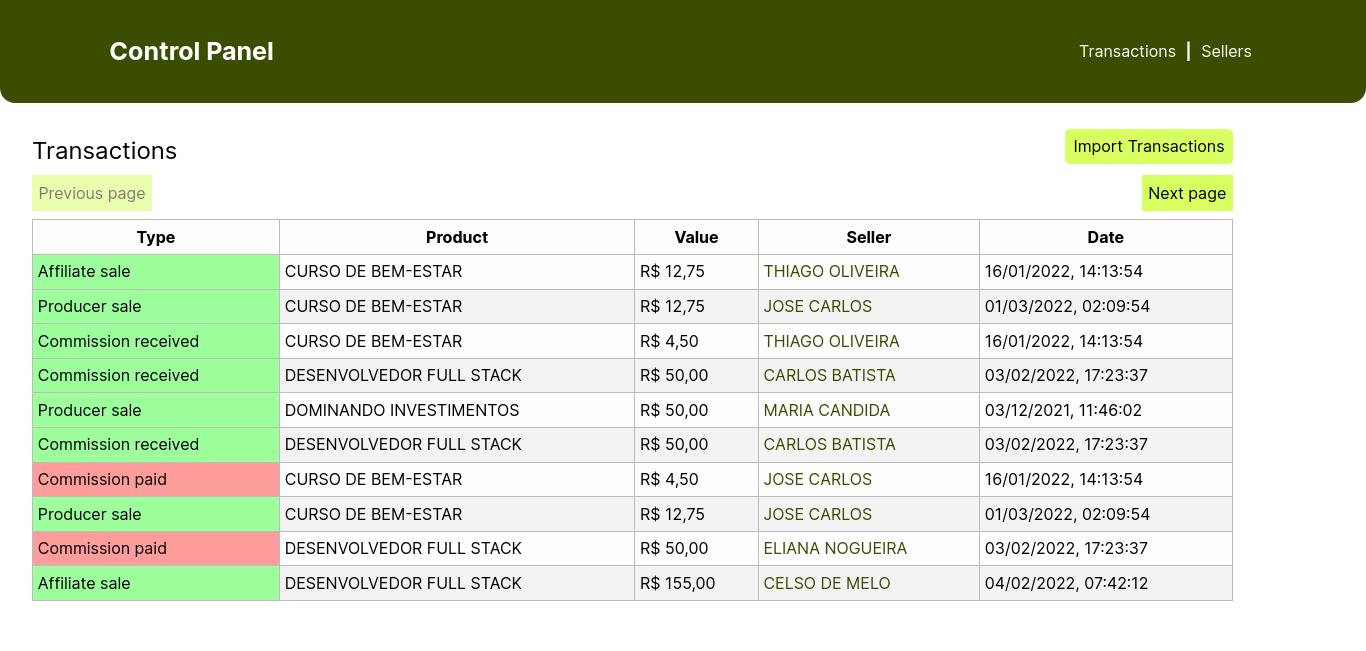 Control Panel
Transactions | Sellers
Transactions
Import Transactions
Previous page
Next page
Type Product Value Seller Date
Affiliate sale CURSO DE BEM-ESTAR R$ 12,75 THIAGO OLIVEIRA 16/01/2022, 14:13:54
Producer sale CURSO DE BEM-ESTAR R$ 12,75 JOSE CARLOS 01/03/2022, 02:09:54
Commission received CURSO DE BEM-ESTAR R$ 4,50 THIAGO OLIVEIRA 16/01/2022, 14:13:54
Commission received DESENVOLVEDOR FULL STACK R$ 50,00 CARLOS BATISTA 03/02/2022, 17:23:37
Producer sale DOMINANDO INVESTIMENTOS R$ 50,00 MARIA CANDIDA 03/12/2021, 11:46:02
Commission received DESENVOLVEDOR FULL STACK R$ 50,00 CARLOS BATISTA 03/02/2022, 17:23:37
Commission paid CURSO DE BEM-ESTAR R$ 4,50 JOSE CARLOS 16/01/2022, 14:13:54
Producer sale CURSO DE BEM-ESTAR R$ 12,75 JOSE CARLOS 01/03/2022, 02:09:54
Commission paid DESENVOLVEDOR FULL STACK R$ 50,00 ELIANA NOGUEIRA 03/02/2022, 17:23:37
Affiliate sale DESENVOLVEDOR FULL STACK R$ 155,00 CELSO DE MELO 04/02/2022, 07:42:12